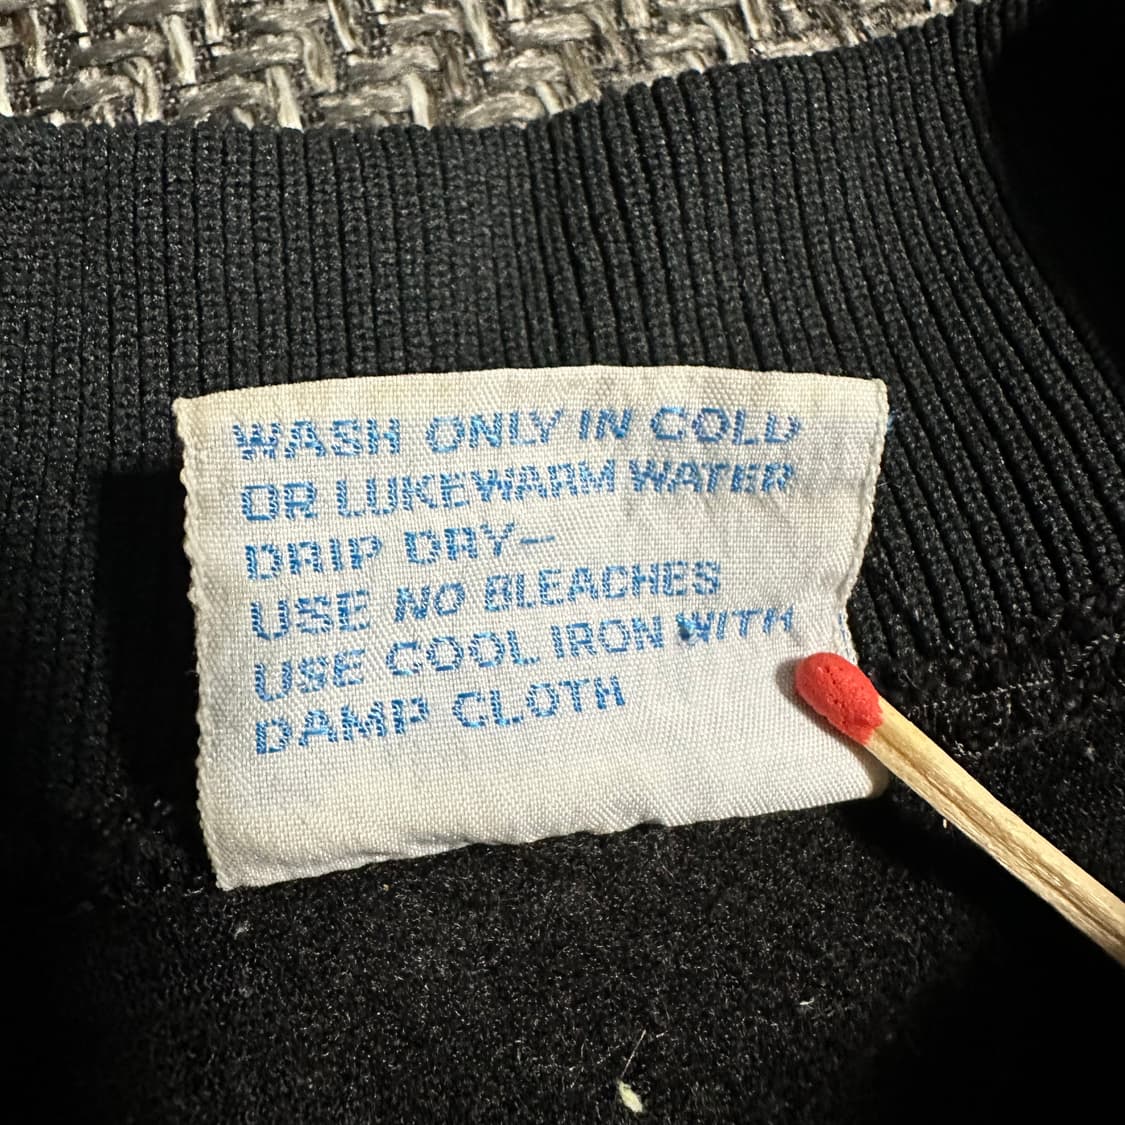 WASH ONLY IN COLD
OR LUKEWARM WATER
DRIP DRY—
USE NO BLEACHES
USE COOL IRON WITH
DAMP CLOTH